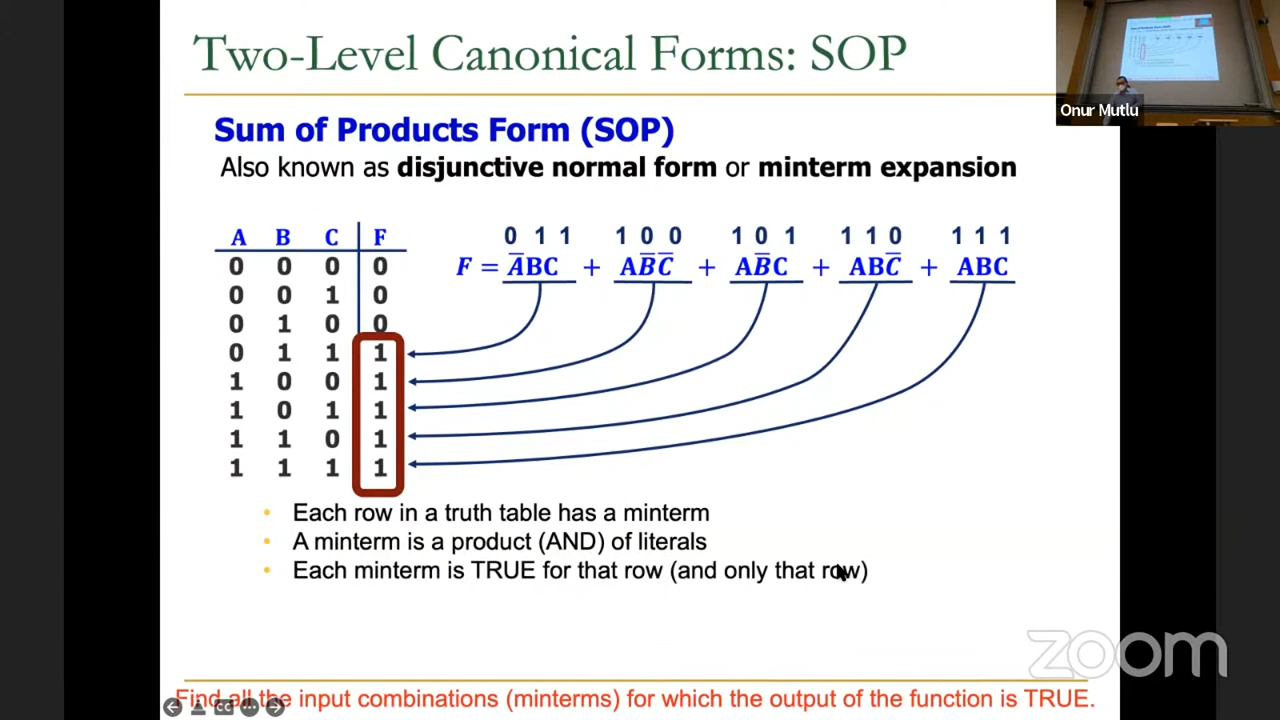 Two-Level Canonical Forms: SOP
Onur Mutlu
Sum of Products Form (SOP)
Also known as disjunctive normal form or minterm expansion
A B C F
0 0 0 0
0 0 1 0
0 1 0 0
0 1 1 1
1 0 0 1
1 0 1 1
1 1 0 1
1 1 1 1
0 1 1 1 0 0 1 0 1 1 1 0 1 1 1
F = A̅BC + AB̅C̅ + AB̅C + ABC̅ + ABC
• Each row in a truth table has a minterm
• A minterm is a product (AND) of literals
• Each minterm is TRUE for that row (and only that row)
zoom
Find all the input combinations (minterms) for which the output of the function is TRUE.